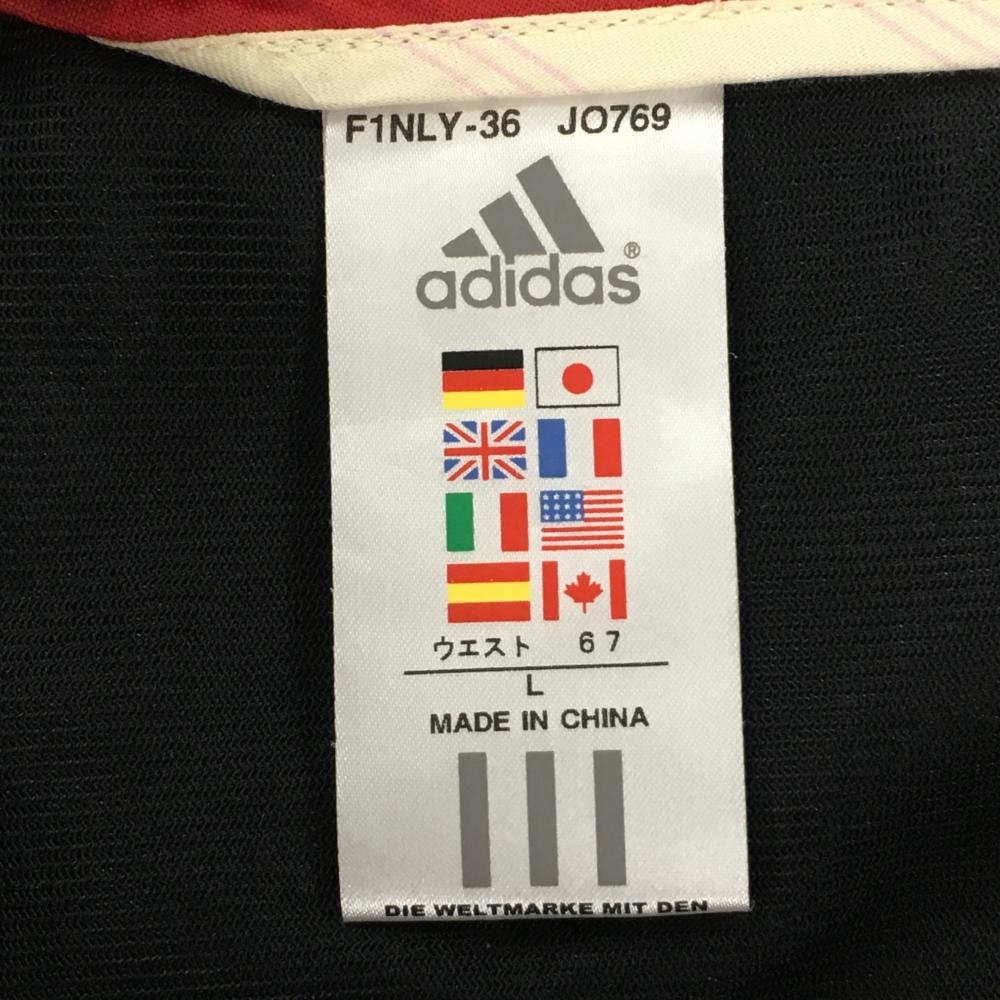 F1NLY-36 JO769
adidas®
ウエスト 67
L
MADE IN CHINA
DIE WELTMARKE MIT DEN